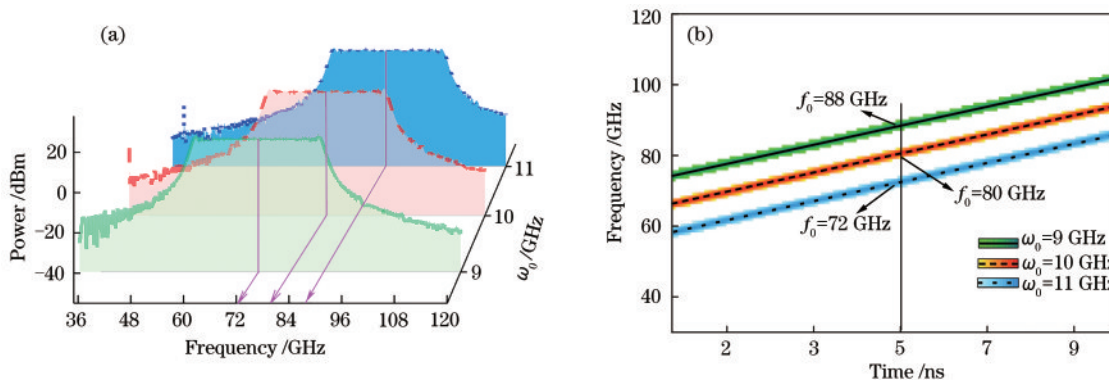 (a)
20
0
−20
−40
Power /dBm
36 48 60 72 84 96 108 120
Frequency /GHz
9
10
11
ω0 /GHz
(b)
120
100
80
60
40
Frequency /GHz
f0=88 GHz
f0=80 GHz
f0=72 GHz
ω0=9 GHz
ω0=10 GHz
ω0=11 GHz
2 3 5 7 9
Time /ns